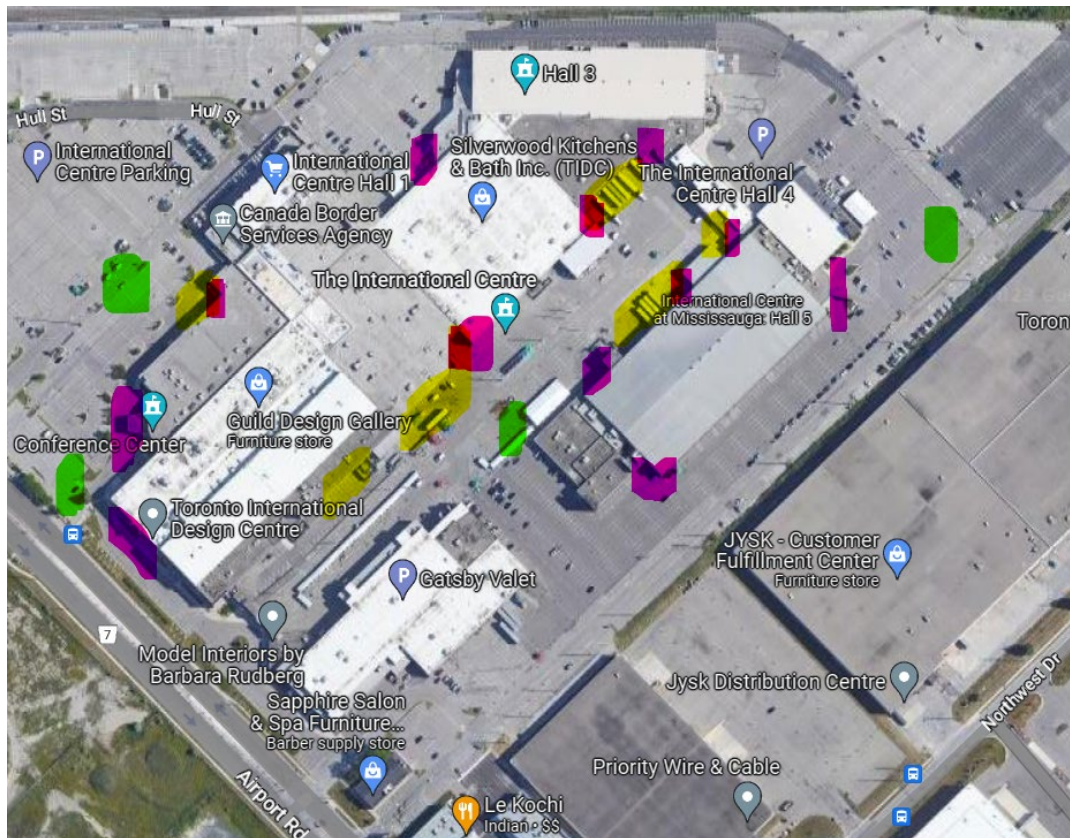 Hall 3
Hull St
Hull St
International
Centre Parking
International
Centre Hall 1
Silverwood Kitchens
& Bath Inc. (TIDC)
The International
Centre Hall 4
Canada Border
Services Agency
The International Centre
International Centre
at Mississauga: Hall 5
Toron
Guild Design Gallery
Furniture store
Conference Center
Toronto International
Design Centre
JYSK - Customer
Fulfillment Center
Furniture store
Gatsby Valet
7
Model Interiors by
Barbara Rudberg
Jysk Distribution Centre
Northwest Dr
Sapphire Salon
& Spa Furniture...
Barber supply store
Priority Wire & Cable
Airport Rd
Le Kochi
Indian • $$
P
P
P